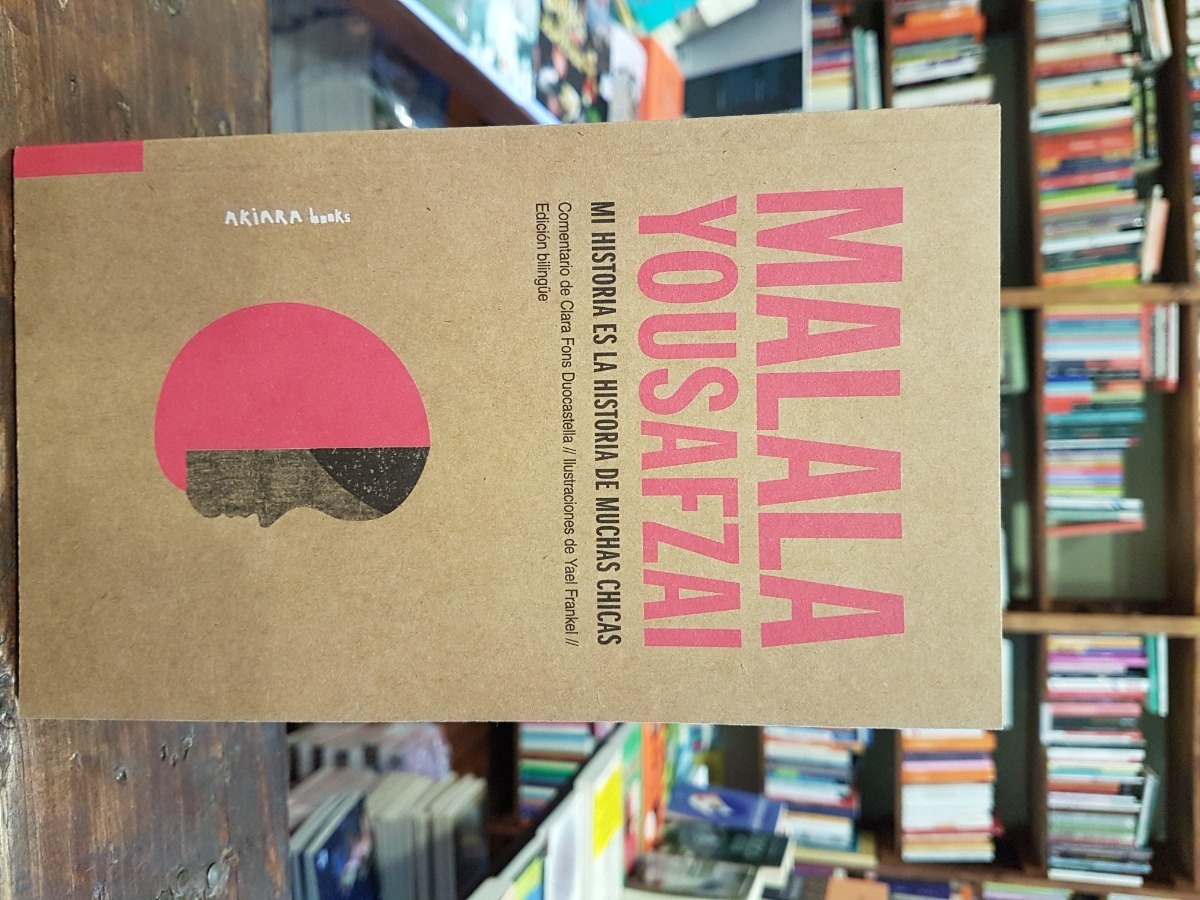 MALALA
YOUSAFZAI
MI HISTORIA ES LA HISTORIA DE MUCHAS CHICAS
Comentario de Clara Fons Duocastella // Ilustraciones de Yael Frankel //
Edición bilingüe
AKIARA books